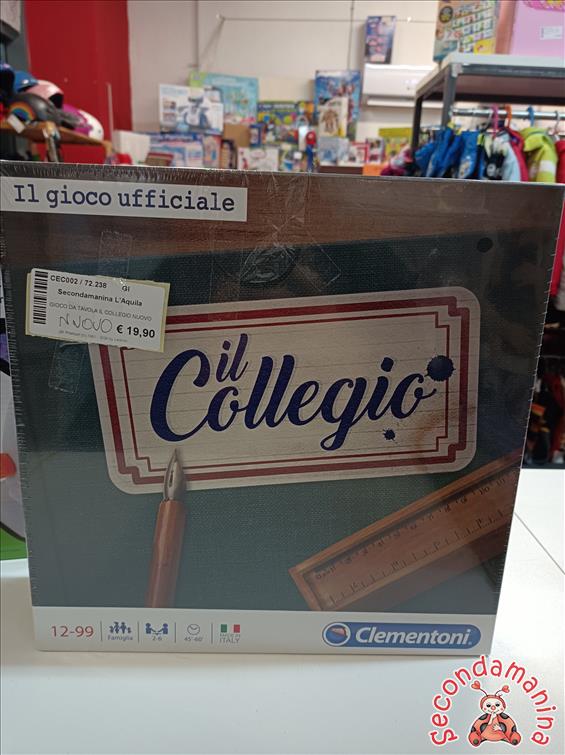 Il gioco ufficiale
CEC002 / 72.238 GI
Secondamanina L'Aquila
GIOCO DA TAVOLA IL COLLEGIO NUOVO
NUOVO € 19,90
il
Collegio
12-99
Famiglia
2-6
45'-60'
MADE IN
ITALY
Clementoni
Secondamanina